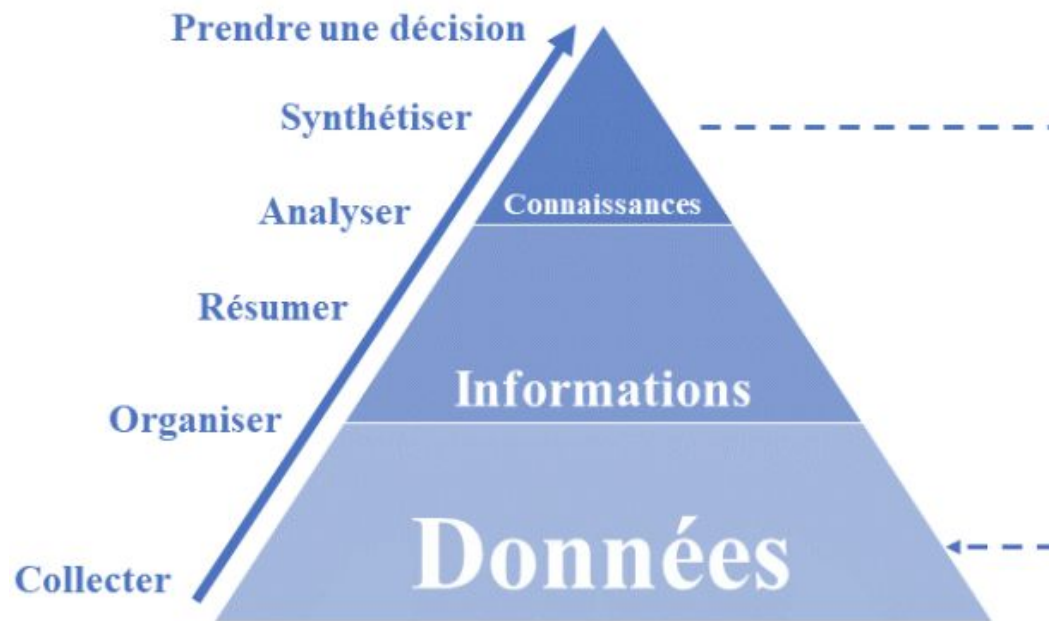 Prendre une décision
Synthétiser
Analyser
Connaissances
Résumer
Informations
Organiser
Données
Collecter